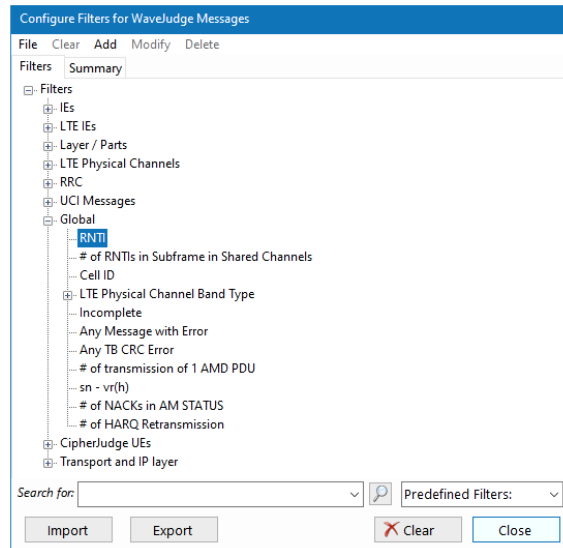 Configure Filters for WaveJudge Messages
File Clear Add Modify Delete
Filters Summary
Filters
IEs
LTE IEs
Layer / Parts
LTE Physical Channels
RRC
UCI Messages
Global
RNTI
# of RNTIs in Subframe in Shared Channels
Cell ID
LTE Physical Channel Band Type
Incomplete
Any Message with Error
Any TB CRC Error
# of transmission of 1 AMD PDU
sn - vr(h)
# of NACKs in AM STATUS
# of HARQ Retransmission
CipherJudge UEs
Transport and IP layer
Search for: Predefined Filters:
Import Export Clear Close